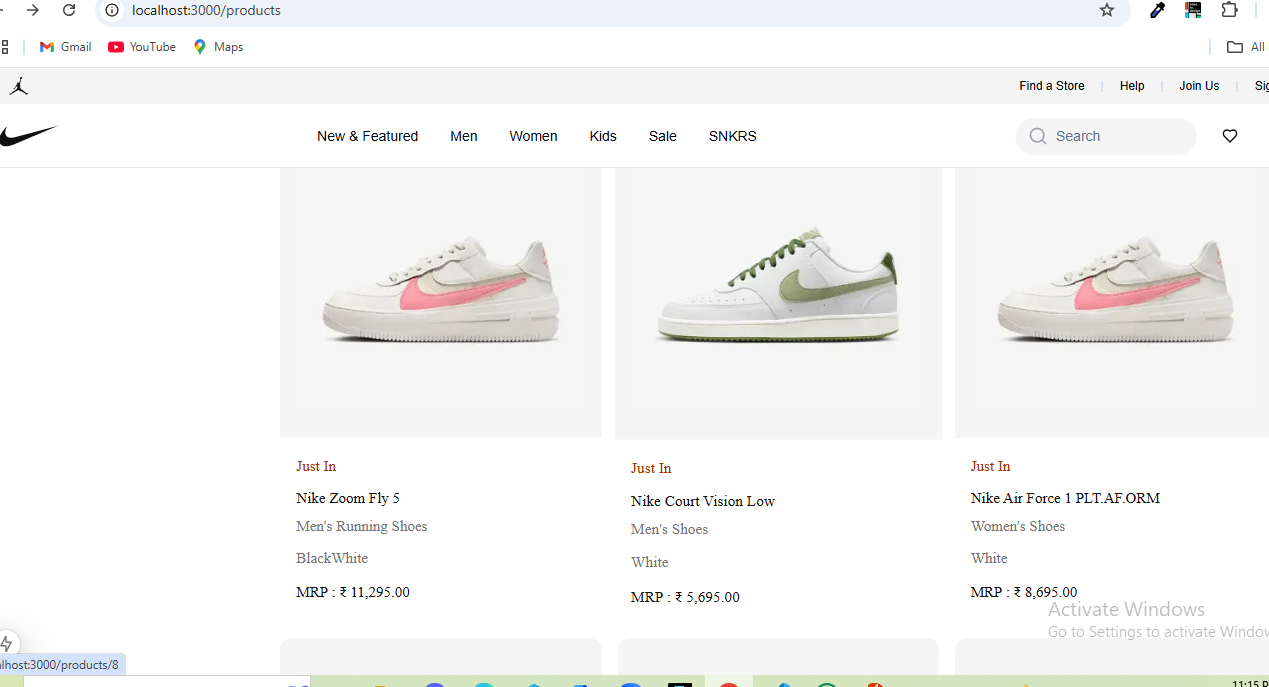 localhost:3000/products
Gmail YouTube Maps All
Find a Store Help Join Us
New & Featured Men Women Kids Sale SNKRS Search
Just In Just In Just In
Nike Zoom Fly 5 Nike Court Vision Low Nike Air Force 1 PLT.AF.ORM
Men's Running Shoes Men's Shoes Women's Shoes
BlackWhite White White
MRP : ₹ 11,295.00 MRP : ₹ 5,695.00 MRP : ₹ 8,695.00
Activate Windows
Go to Settings to activate Window
lhost:3000/products/8
11:15 P